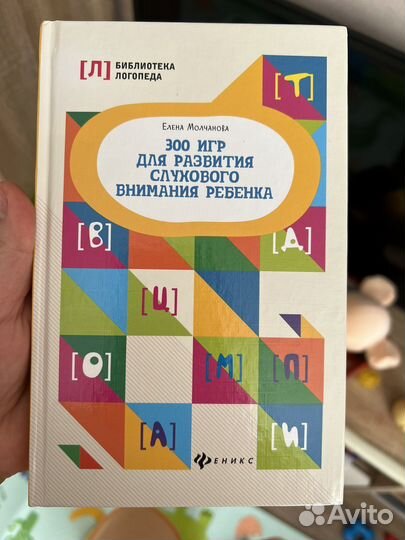 [Л] БИБЛИОТЕКА
ЛОГОПЕДА
[Т]
ЕЛЕНА МОЛЧАНОВА
300 ИГР
ДЛЯ РАЗВИТИЯ
СЛУХОВОГО
ВНИМАНИЯ РЕБЕНКА
[В] [Д]
[Ц]
[О] [М] [П]
[А] [И]
ФЕНИКС
Avito